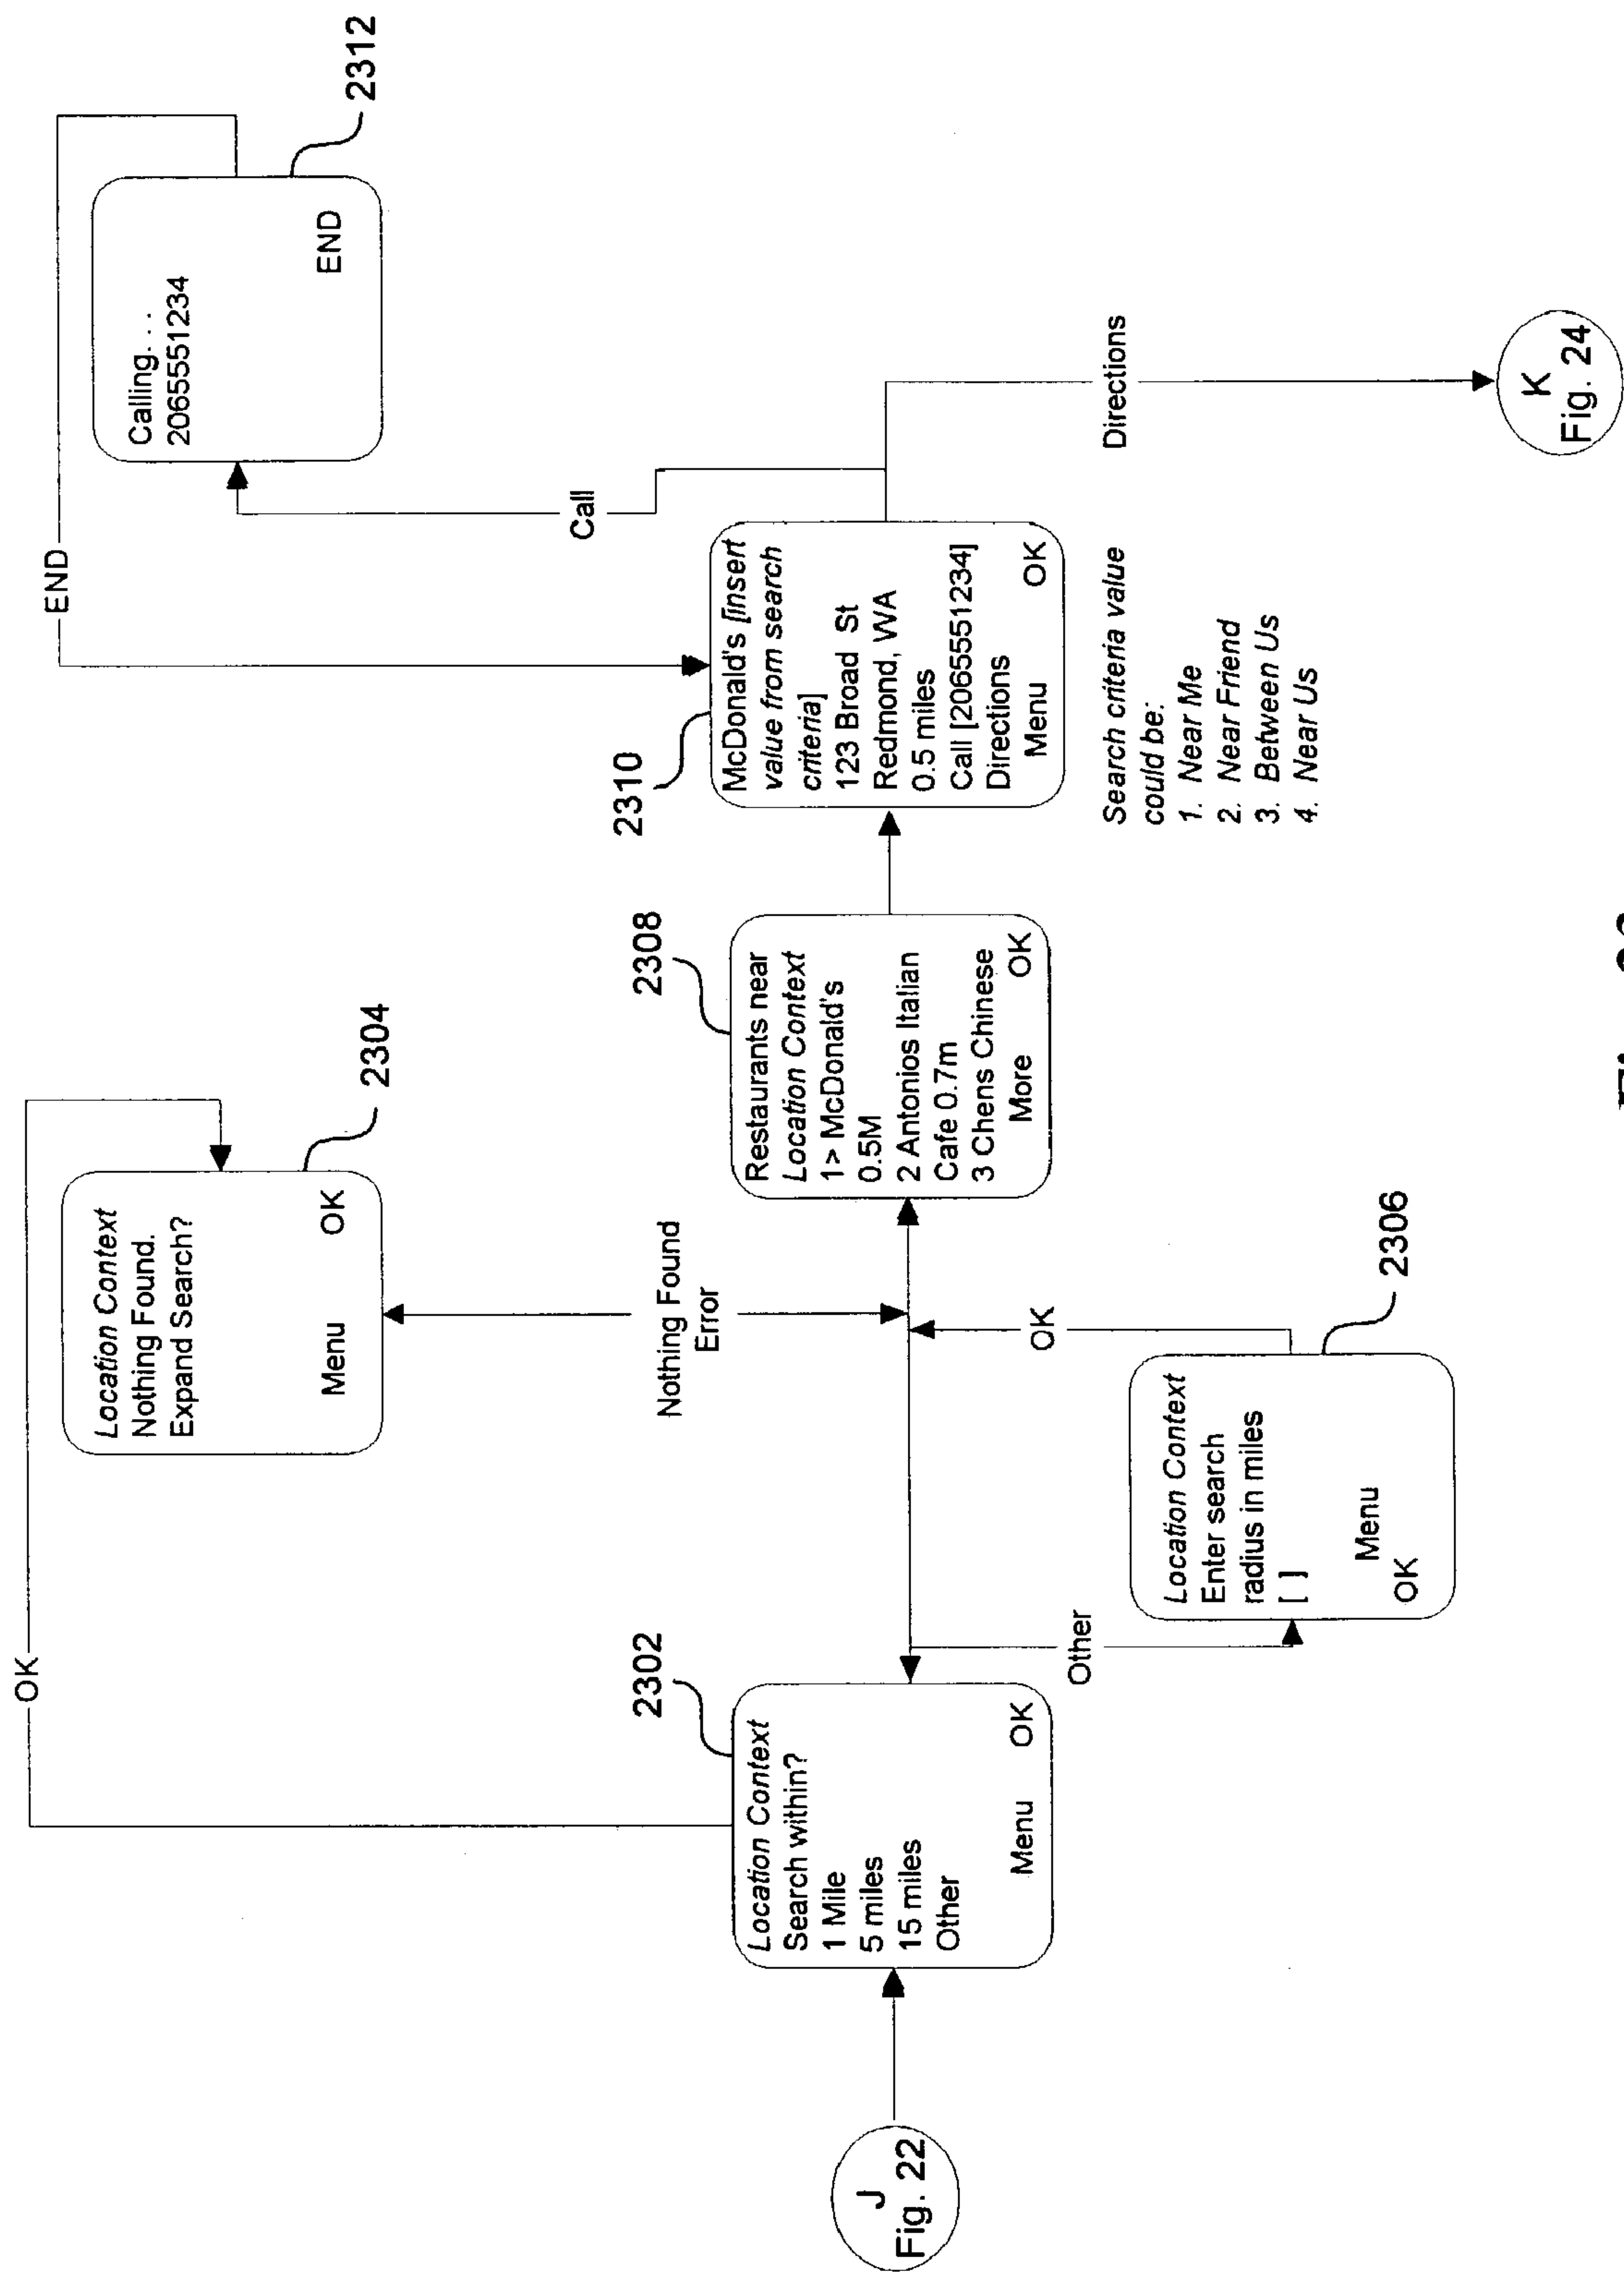 J
Fig. 22
2302
Location Context
Search within?
1 Mile
5 miles
15 miles
Other
Menu OK
OK
2304
Location Context
Nothing Found.
Expand Search?
Menu OK
Nothing Found
Error
Other
2306
Location Context
Enter search
radius in miles
[ ]
Menu
OK
OK
2308
Restaurants near
Location Context
1> McDonald's
0.5M
2 Antonios Italian
Cafe 0.7m
3 Chens Chinese
More OK
2310
McDonald's [insert
value from search
criteria]
123 Broad St
Redmond, WA
0.5 miles
Call [2065551234]
Directions
Menu OK
Search criteria value
could be:
1. Near Me
2. Near Friend
3. Between Us
4. Near Us
Call
END
2312
Calling. . .
2065551234
END
Directions
K
Fig. 24